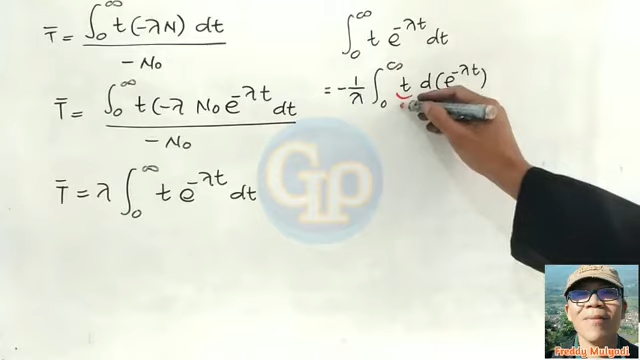 T̄ = ∫₀^∞ t (-λN) dt / -N₀
T̄ = ∫₀^∞ t (-λ N₀ e^-λt dt / -N₀
T̄ = λ ∫₀^∞ t e^-λt dt
∫₀^∞ t e^-λt dt
= -1/λ ∫₀^∞ t d(e^-λt)
GIP
Freddy Mulyadi